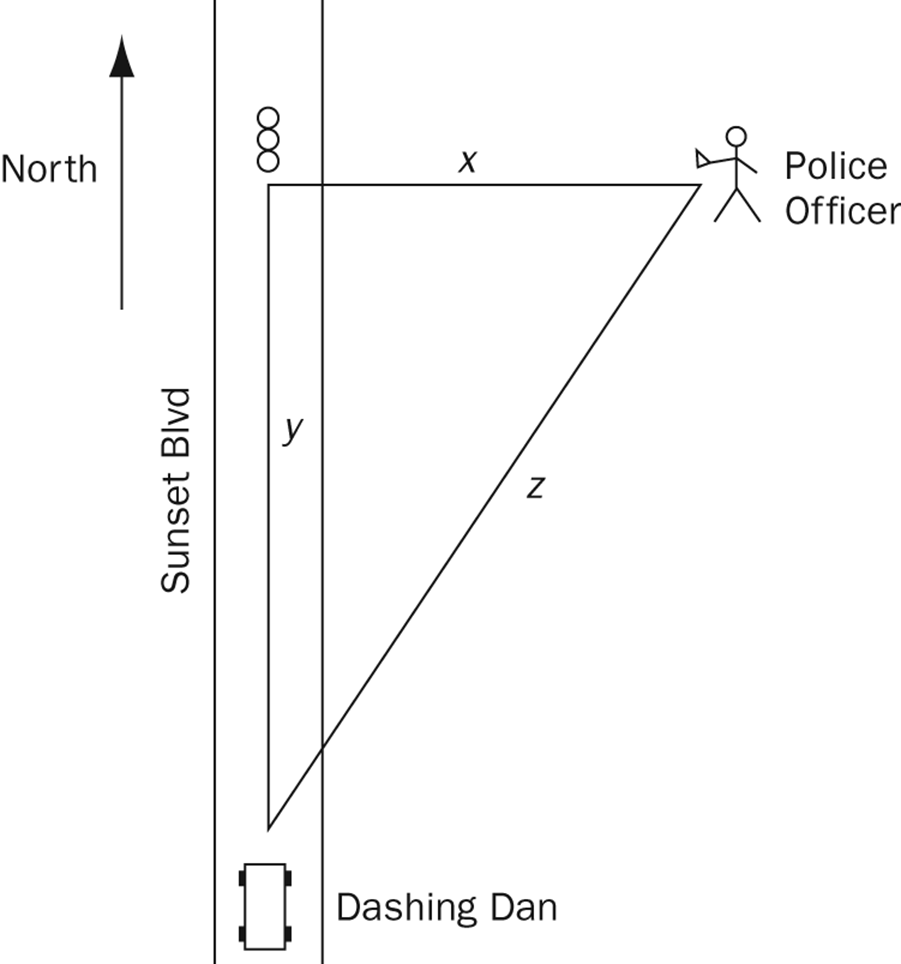 North
x
Police
Officer
Sunset Blvd
y
z
Dashing Dan